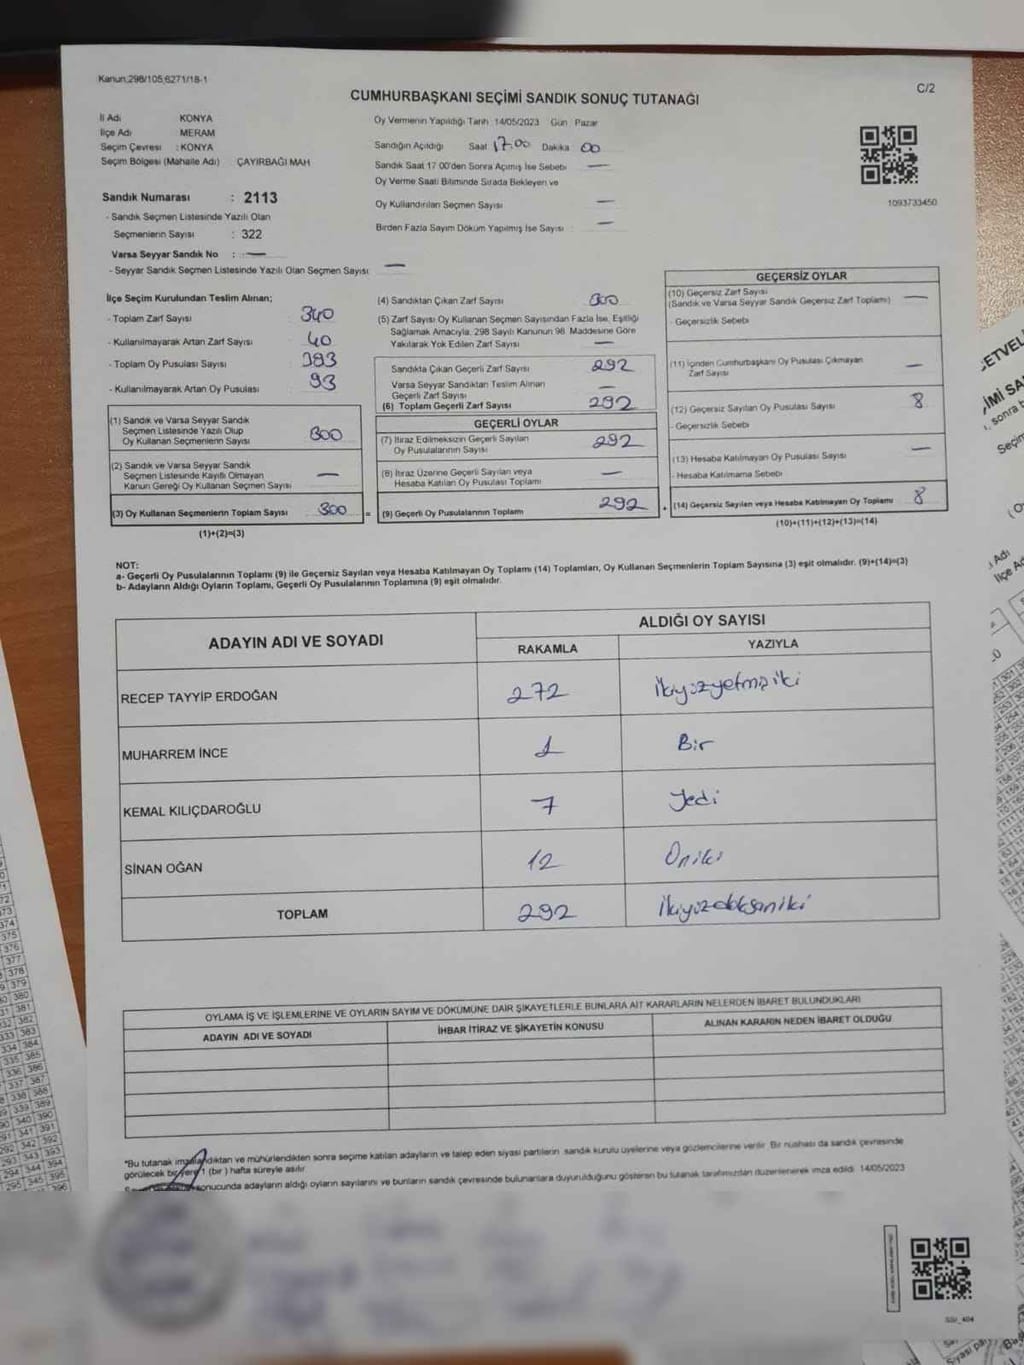 Kanun;298/105,6271/18-1
C/2
CUMHURBAŞKANI SEÇİMİ SANDIK SONUÇ TUTANAĞI
İl Adı KONYA
İlçe Adı MERAM
Seçim Çevresi : KONYA
Seçim Bölgesi (Mahalle Adı) : ÇAYIRBAĞI MAH
Sandık Numarası : 2113
- Sandık Seçmen Listesinde Yazılı Olan
Seçmenlerin Sayısı : 322
Varsa Seyyar Sandık No : —
- Seyyar Sandık Seçmen Listesinde Yazılı Olan Seçmen Sayısı —
Oy Vermenin Yapıldığı Tarih 14/05/2023 Gün Pazar
Sandığın Açıldığı Saat 17.00 Dakika 00
Sandık Saat 17 00'den Sonra Açılmış İse Sebebi —
Oy Verme Saati Bitiminde Sırada Bekleyen ve
Oy Kullandırılan Seçmen Sayısı —
Birden Fazla Sayım Döküm Yapılmış İse Sayısı : —
1093733450
İlçe Seçim Kurulundan Teslim Alınan;
- Toplam Zarf Sayısı 340
- Kullanılmayarak Artan Zarf Sayısı 40
- Toplam Oy Pusulası Sayısı 393
- Kullanılmayarak Artan Oy Pusulası 93
(1) Sandık ve Varsa Seyyar Sandık
Seçmen Listesinde Yazılı Olup
Oy Kullanan Seçmenlerin Sayısı 300
(2) Sandık ve Varsa Seyyar Sandık
Seçmen Listesinde Kayıtlı Olmayan
Kanun Gereği Oy Kullanan Seçmen Sayısı —
(3) Oy Kullanan Seçmenlerin Toplam Sayısı 300
(1)+(2)=(3)
(4) Sandıktan Çıkan Zarf Sayısı 300
(5) Zarf Sayısı Oy Kullanan Seçmen Sayısından Fazla İse, Eşitliği
Sağlamak Amacıyla, 298 Sayılı Kanunun 98. Maddesine Göre
Yakılarak Yok Edilen Zarf Sayısı —
Sandıkta Çıkan Geçerli Zarf Sayısı 292
Varsa Seyyar Sandıktan Teslim Alınan
Geçerli Zarf Sayısı —
(6) Toplam Geçerli Zarf Sayısı 292
GEÇERLİ OYLAR
(7) İtiraz Edilmeksizin Geçerli Sayılan
Oy Pusulalarının Sayısı 292
(8) İtiraz Üzerine Geçerli Sayılan veya
Hesaba Katılan Oy Pusulası Toplamı —
= (9) Geçerli Oy Pusulalarının Toplamı 292
GEÇERSİZ OYLAR
(10) Geçersiz Zarf Sayısı
(Sandık ve Varsa Seyyar Sandık Geçersiz Zarf Toplamı) —
- Geçersizlik Sebebi
(11) İçinden Cumhurbaşkanı Oy Pusulası Çıkmayan
Zarf Sayısı —
(12) Geçersiz Sayılan Oy Pusulası Sayısı 8
- Geçersizlik Sebebi
(13) Hesaba Katılmayan Oy Pusulası Sayısı —
- Hesaba Katılmama Sebebi
+ (14) Geçersiz Sayılan veya Hesaba Katılmayan Oy Toplamı 8
(10)+(11)+(12)+(13)=(14)
NOT:
a- Geçerli Oy Pusulalarının Toplamı (9) ile Geçersiz Sayılan veya Hesaba Katılmayan Oy Toplamı (14) Toplamları, Oy Kullanan Seçmenlerin Toplam Sayısına (3) eşit olmalıdır. (9)+(14)=(3)
b- Adayların Aldığı Oyların Toplamı, Geçerli Oy Pusulalarının Toplamına (9) eşit olmalıdır.
ADAYIN ADI VE SOYADI
ALDIĞI OY SAYISI
RAKAMLA YAZIYLA
RECEP TAYYİP ERDOĞAN 272 ikiyüzyetmişiki
MUHARREM İNCE 1 Bir
KEMAL KILIÇDAROĞLU 7 Yedi
SİNAN OĞAN 12 Oniki
TOPLAM 292 ikiyüzdoksaniki
OYLAMA İŞ VE İŞLEMLERİNE VE OYLARIN SAYIM VE DÖKÜMÜNE DAİR ŞİKAYETLERLE BUNLARA AİT KARARLARIN NELERDEN İBARET BULUNDUKLARI
ADAYIN ADI VE SOYADI
İHBAR İTİRAZ VE ŞİKAYETİN KONUSU
ALINAN KARARIN NEDEN İBARET OLDUĞU
*Bu tutanak imzalandıktan ve mühürlendikten sonra seçime katılan adayların ve talep eden siyasi partilerin sandık kurulu üyelerine veya gözlemcilerine verilir. Bir nüshası da sandık çevresinde
görülecek bir yere 1 (bir) hafta süreyle asılır.
sonucunda adayların aldığı oyların sayılarını ve bunların sandık çevresinde bulunanlara duyurulduğunu gösteren bu tutanak tarafımızdan düzenlenerek imza edildi. 14/05/2023